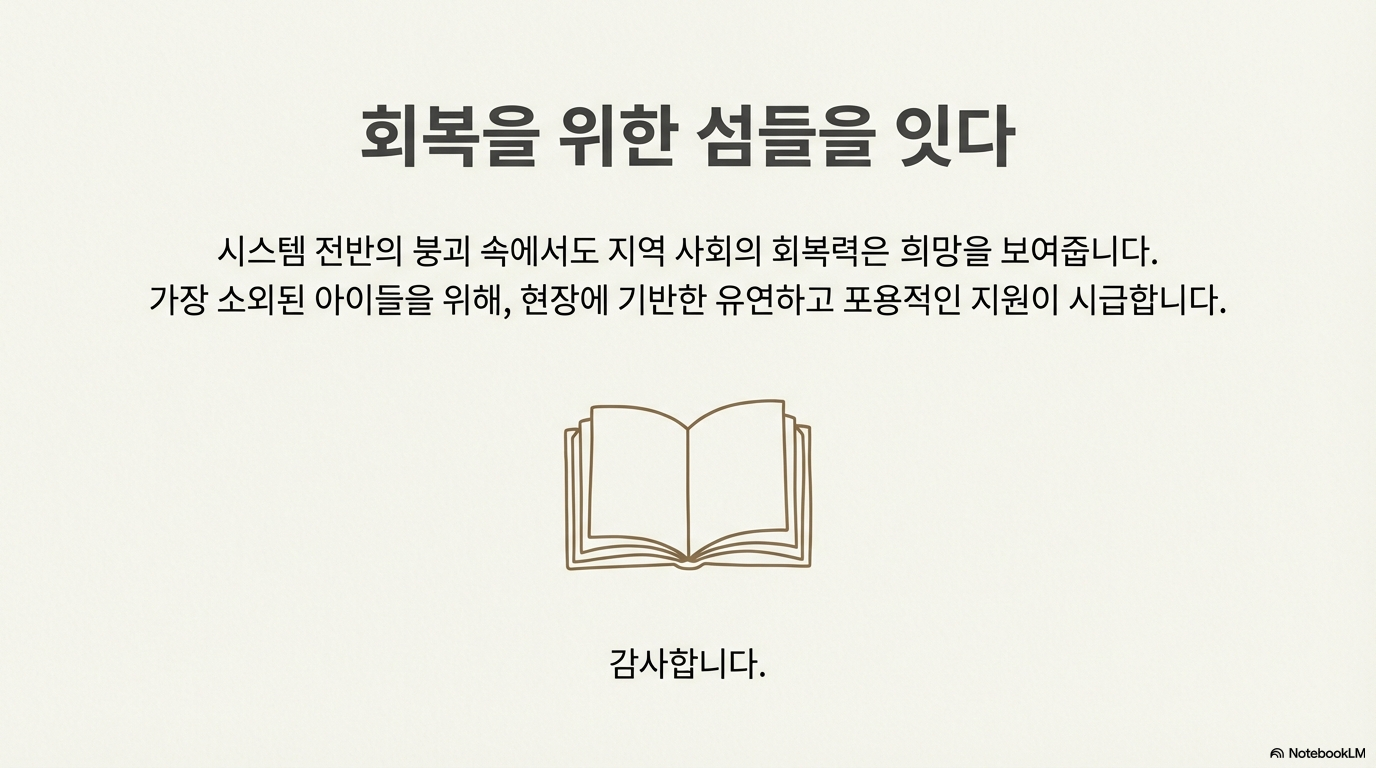 회복을 위한 섬들을 잇다
시스템 전반의 붕괴 속에서도 지역 사회의 회복력은 희망을 보여줍니다.
가장 소외된 아이들을 위해, 현장에 기반한 유연하고 포용적인 지원이 시급합니다.
감사합니다.
NotebookLM